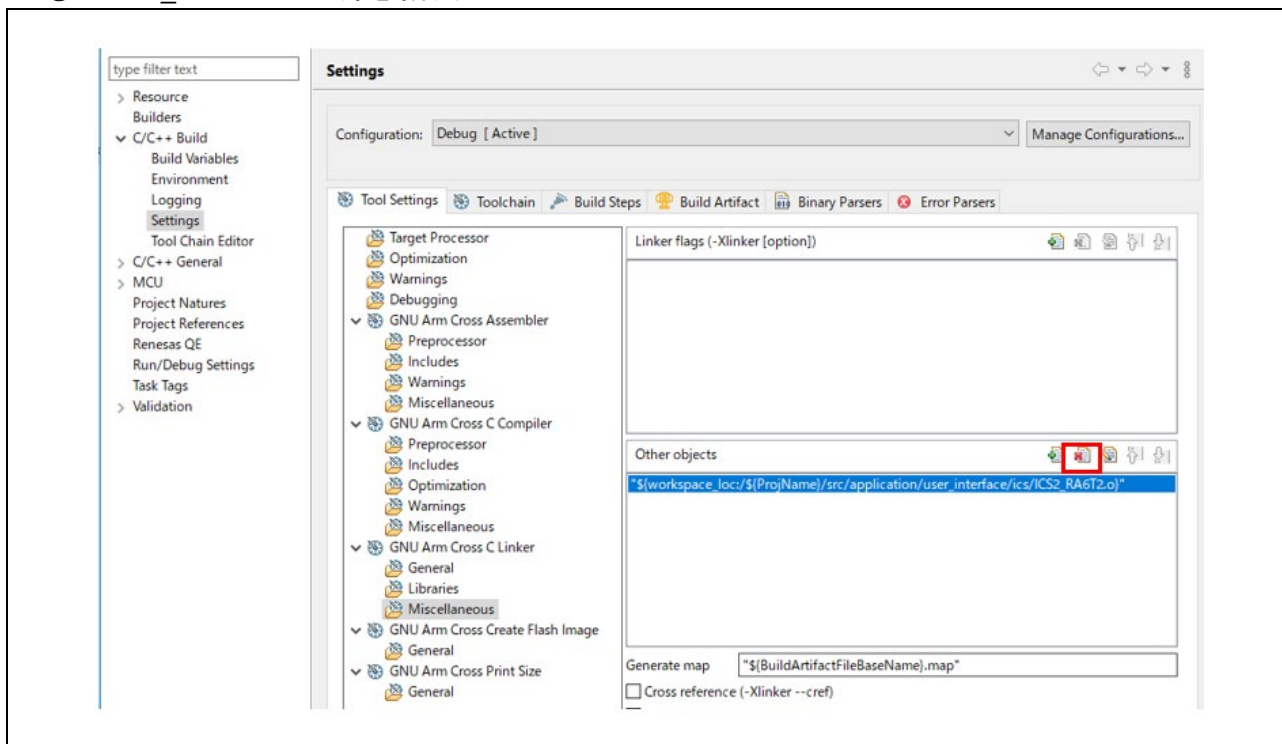 type filter text
Resource
Builders
C/C++ Build
Build Variables
Environment
Logging
Settings
Tool Chain Editor
C/C++ General
MCU
Project Natures
Project References
Renesas QE
Run/Debug Settings
Task Tags
Validation
Settings
Configuration: Debug [ Active ] Manage Configurations...
Tool Settings Toolchain Build Steps Build Artifact Binary Parsers Error Parsers
Target Processor
Optimization
Warnings
Debugging
GNU Arm Cross Assembler
Preprocessor
Includes
Warnings
Miscellaneous
GNU Arm Cross C Compiler
Preprocessor
Includes
Optimization
Warnings
Miscellaneous
GNU Arm Cross C Linker
General
Libraries
Miscellaneous
GNU Arm Cross Create Flash Image
General
GNU Arm Cross Print Size
General
Linker flags (-Xlinker [option])
Other objects
"${workspace_loc:/${ProjName}/src/application/user_interface/ics/ICS2_RA6T2.o}"
Generate map "${BuildArtifactFileBaseName}.map"
Cross reference (-Xlinker --cref)